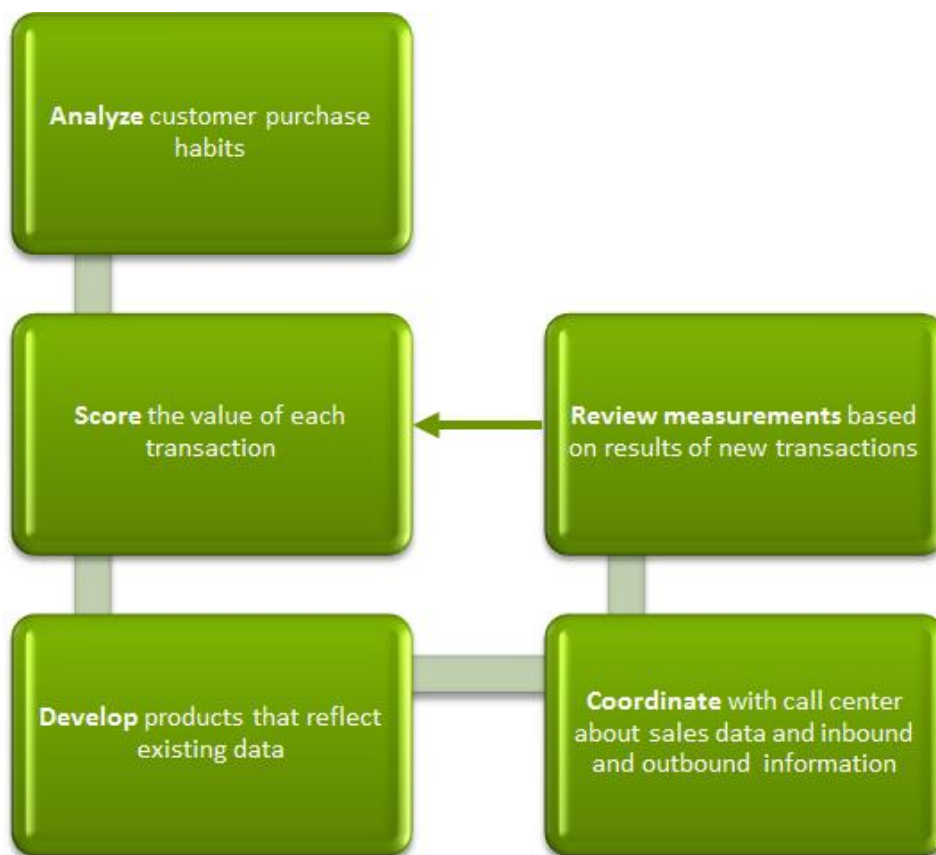 Analyze customer purchase
habits
Score the value of each
transaction
Develop products that reflect
existing data
Coordinate with call center
about sales data and inbound
and outbound information
Review measurements based
on results of new transactions